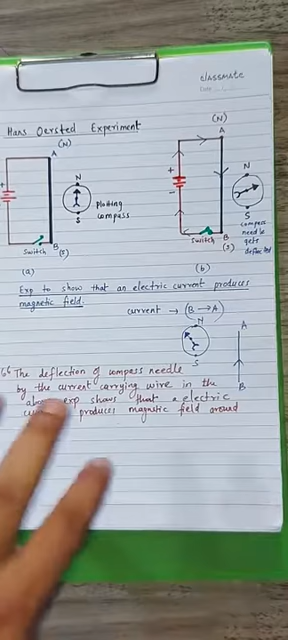 classmate
Date
Hans Oersted Experiment
(N)
A
+
N
S
Plotting
compass
Switch
B
(S)
(a)
(N)
A
+
N
S
compass
needle
gets
deflected
Switch
B
(S)
(b)
Exp to show that an electric current produces
magnetic field.
current → (B → A)
N
S
A
B
"The deflection of compass needle
by the current carrying wire in the
above exp shows that a electric
produces magnetic field around